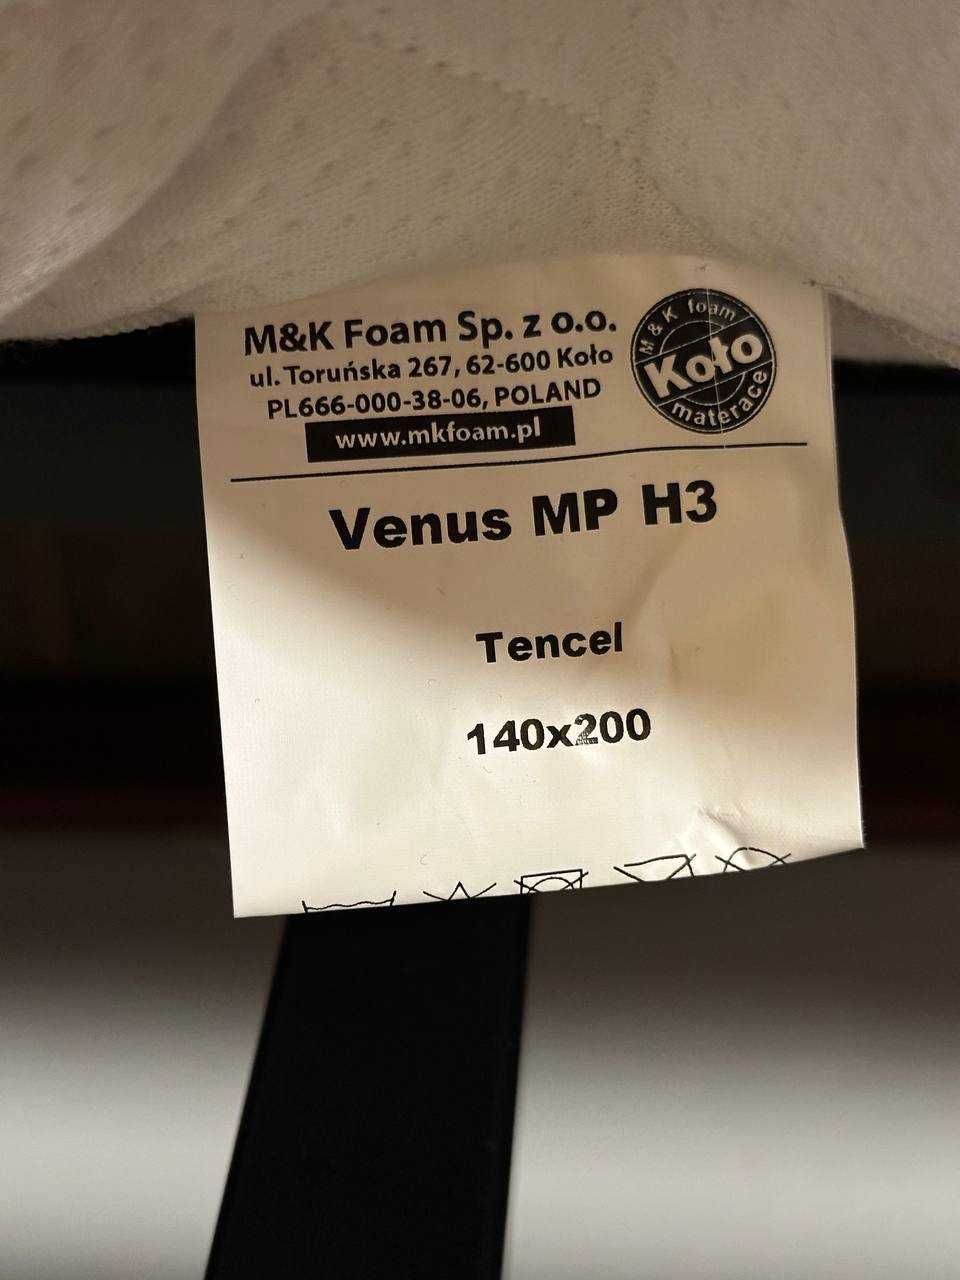 M&K Foam Sp. z o.o.
ul. Toruńska 267, 62-600 Koło
PL666-000-38-06, POLAND
www.mkfoam.pl
M & K foam
Koło
materace
Venus MP H3
Tencel
140x200